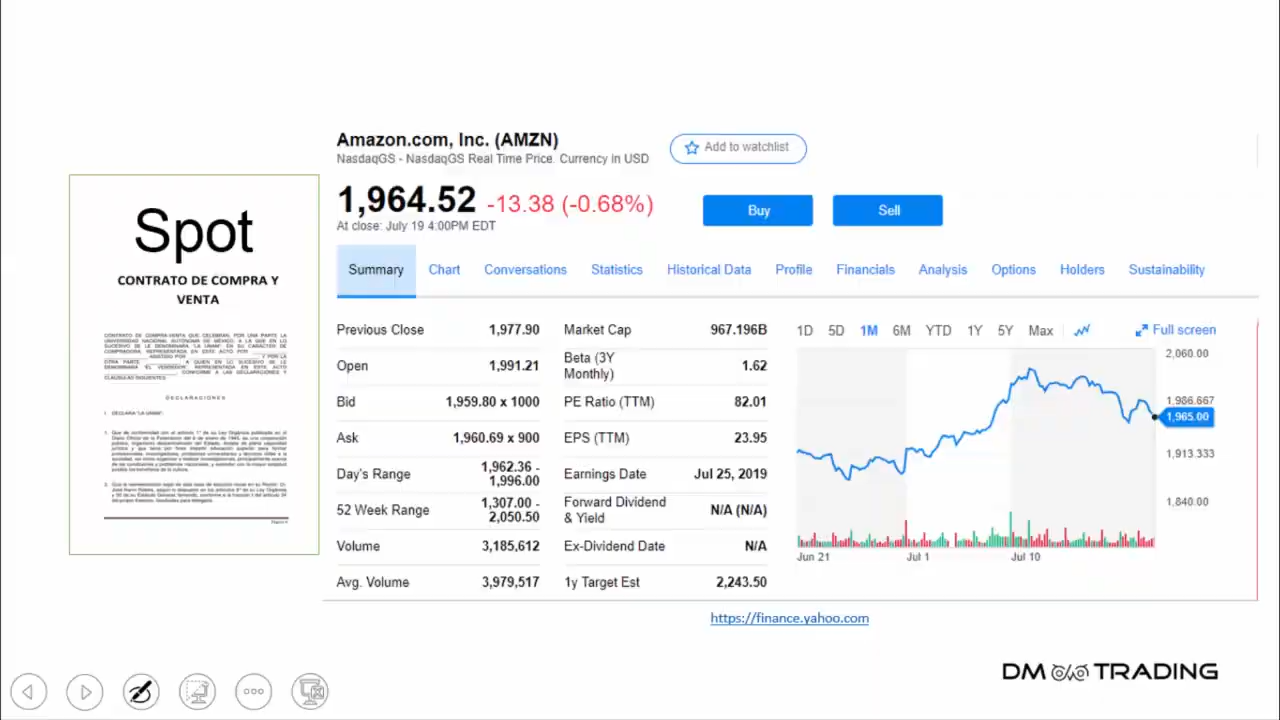 Spot
CONTRATO DE COMPRA Y
VENTA
DECLARACIONES
Amazon.com, Inc. (AMZN)
NasdaqGS - NasdaqGS Real Time Price. Currency in USD
Add to watchlist
1,964.52 -13.38 (-0.68%)
At close: July 19 4:00PM EDT
Buy
Sell
Summary Chart Conversations Statistics Historical Data Profile Financials Analysis Options Holders Sustainability
Previous Close 1,977.90
Open 1,991.21
Bid 1,959.80 x 1000
Ask 1,960.69 x 900
Day's Range 1,962.36 -
1,996.00
52 Week Range 1,307.00 -
2,050.50
Volume 3,185,612
Avg. Volume 3,979,517
Market Cap 967.196B
Beta (3Y
Monthly) 1.62
PE Ratio (TTM) 82.01
EPS (TTM) 23.95
Earnings Date Jul 25, 2019
Forward Dividend
& Yield N/A (N/A)
Ex-Dividend Date N/A
1y Target Est 2,243.50
1D 5D 1M 6M YTD 1Y 5Y Max Full screen
2,060.00
1,986.667
1,965.00
1,913.333
1,840.00
Jun 21 Jul 1 Jul 10
https://finance.yahoo.com
DM TRADING